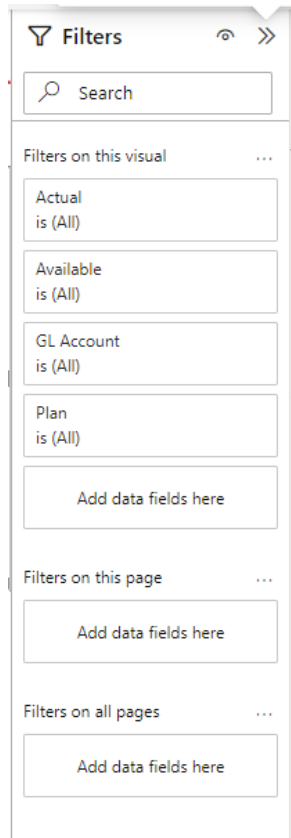 Filters
Search
Filters on this visual
...
Actual
is (All)
Available
is (All)
GL Account
is (All)
Plan
is (All)
Add data fields here
Filters on this page
...
Add data fields here
Filters on all pages
...
Add data fields here